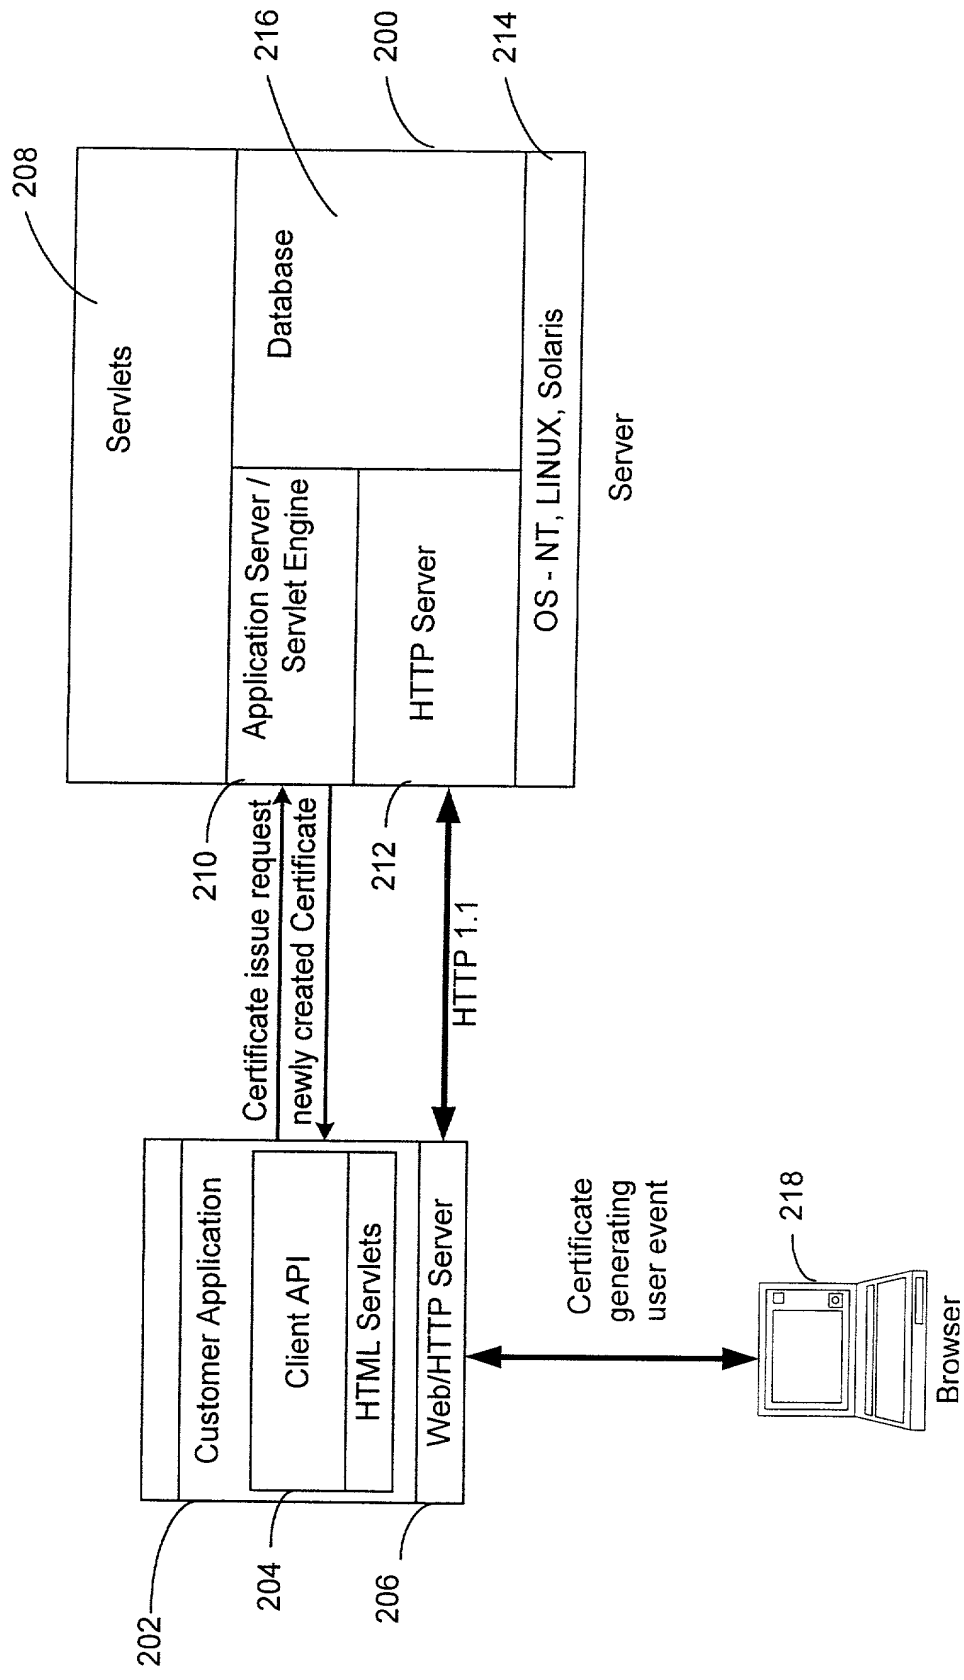 202
Customer Application
204
Client API
HTML Servlets
206
Web/HTTP Server
Certificate issue request
newly created Certificate
HTTP 1.1
208
Servlets
210
Application Server /
Servlet Engine
212
HTTP Server
Database
216
200
OS - NT, LINUX, Solaris
214
Server
Certificate
generating
user event
218
Browser